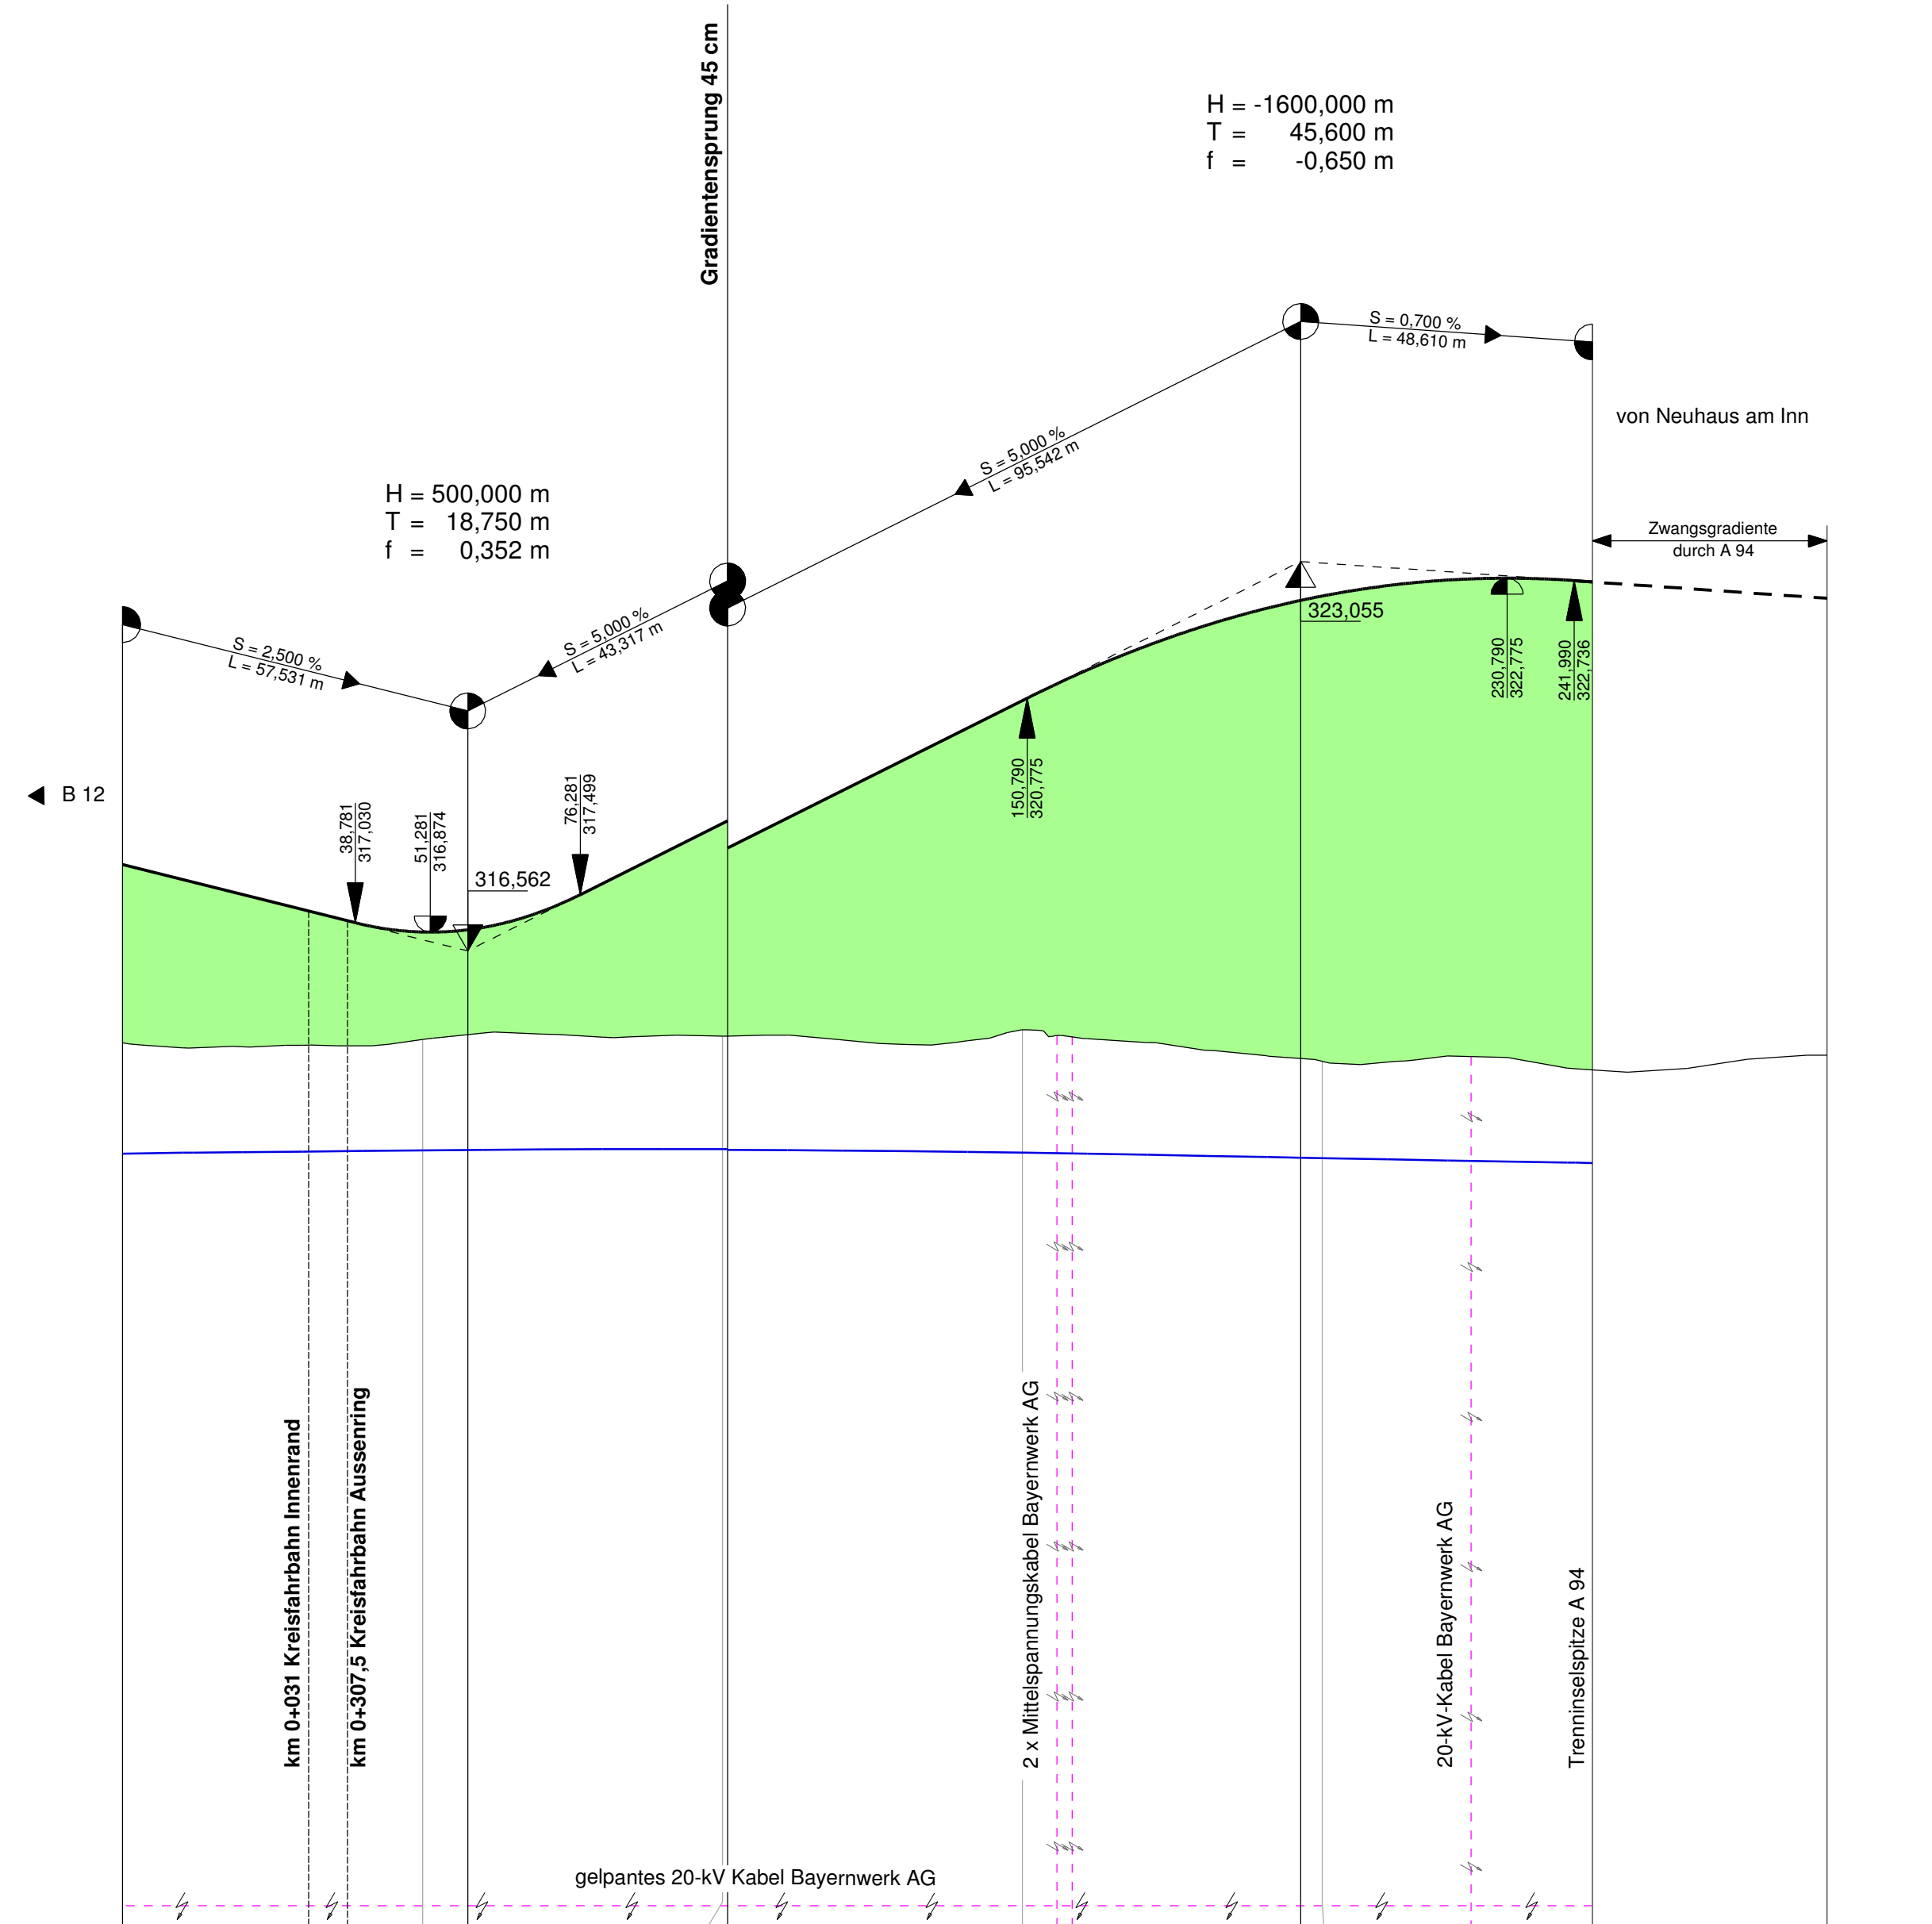 Gradientensprung 45 cm
H = -1600,000 m
T = 45,600 m
f = -0,650 m
S = 0,700 %
L = 48,610 m
von Neuhaus am Inn
S = 5,000 %
L = 95,542 m
H = 500,000 m
T = 18,750 m
f = 0,352 m
Zwangsgradiente
durch A 94
S = 2,500 %
L = 57,531 m
S = 5,000 %
L = 43,317 m
323,055
230,790
322,775
241,990
322,736
B 12
38,781
317,030
51,281
316,874
76,281
317,499
150,790
320,775
316,562
km 0+031 Kreisfahrbahn Innenrand
km 0+307,5 Kreisfahrbahn Aussenring
2 x Mittelspannungskabel Bayernwerk AG
20-kV-Kabel Bayernwerk AG
Trenninselspitze A 94
gelpantes 20-kV Kabel Bayernwerk AG